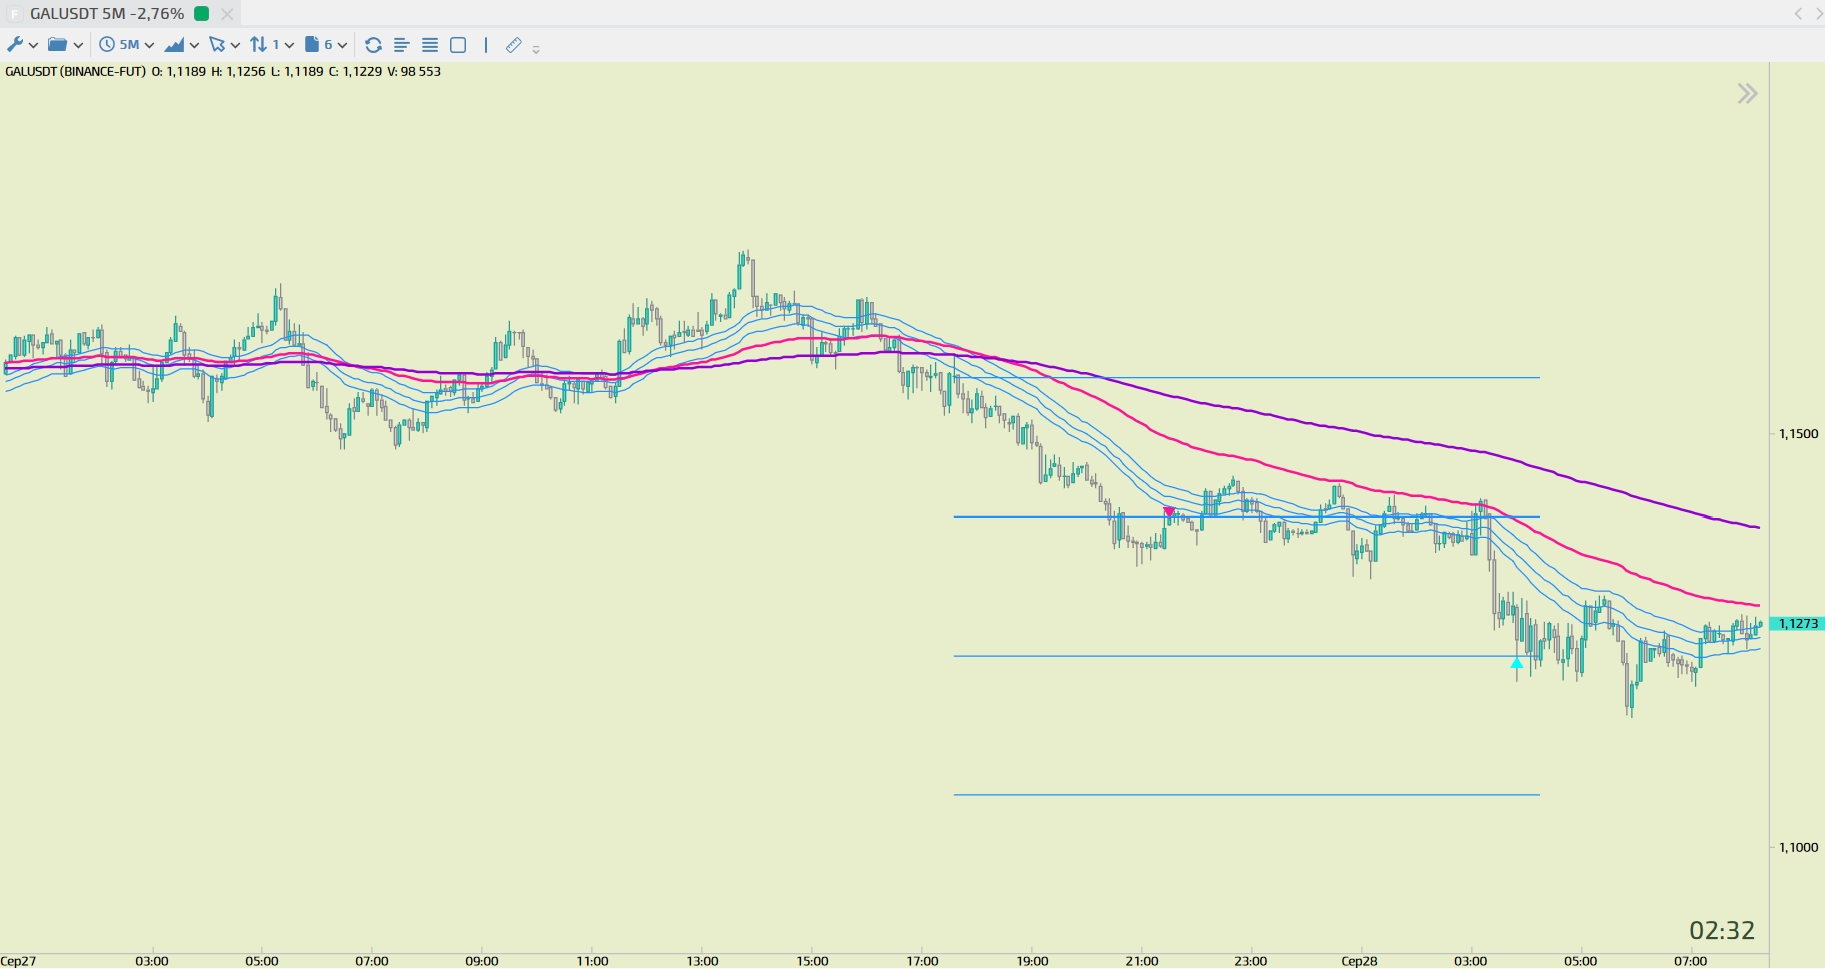 F GALUSDT 5M -2,76%
5M 1 6
GALUSDT (BINANCE-FUT) O: 1,1189 H: 1,1256 L: 1,1189 C: 1,1229 V: 98 553
1,1500
1,1273
1,1000
02:32
Сер27 03:00 05:00 07:00 09:00 11:00 13:00 15:00 17:00 19:00 21:00 23:00 Сер28 03:00 05:00 07:00